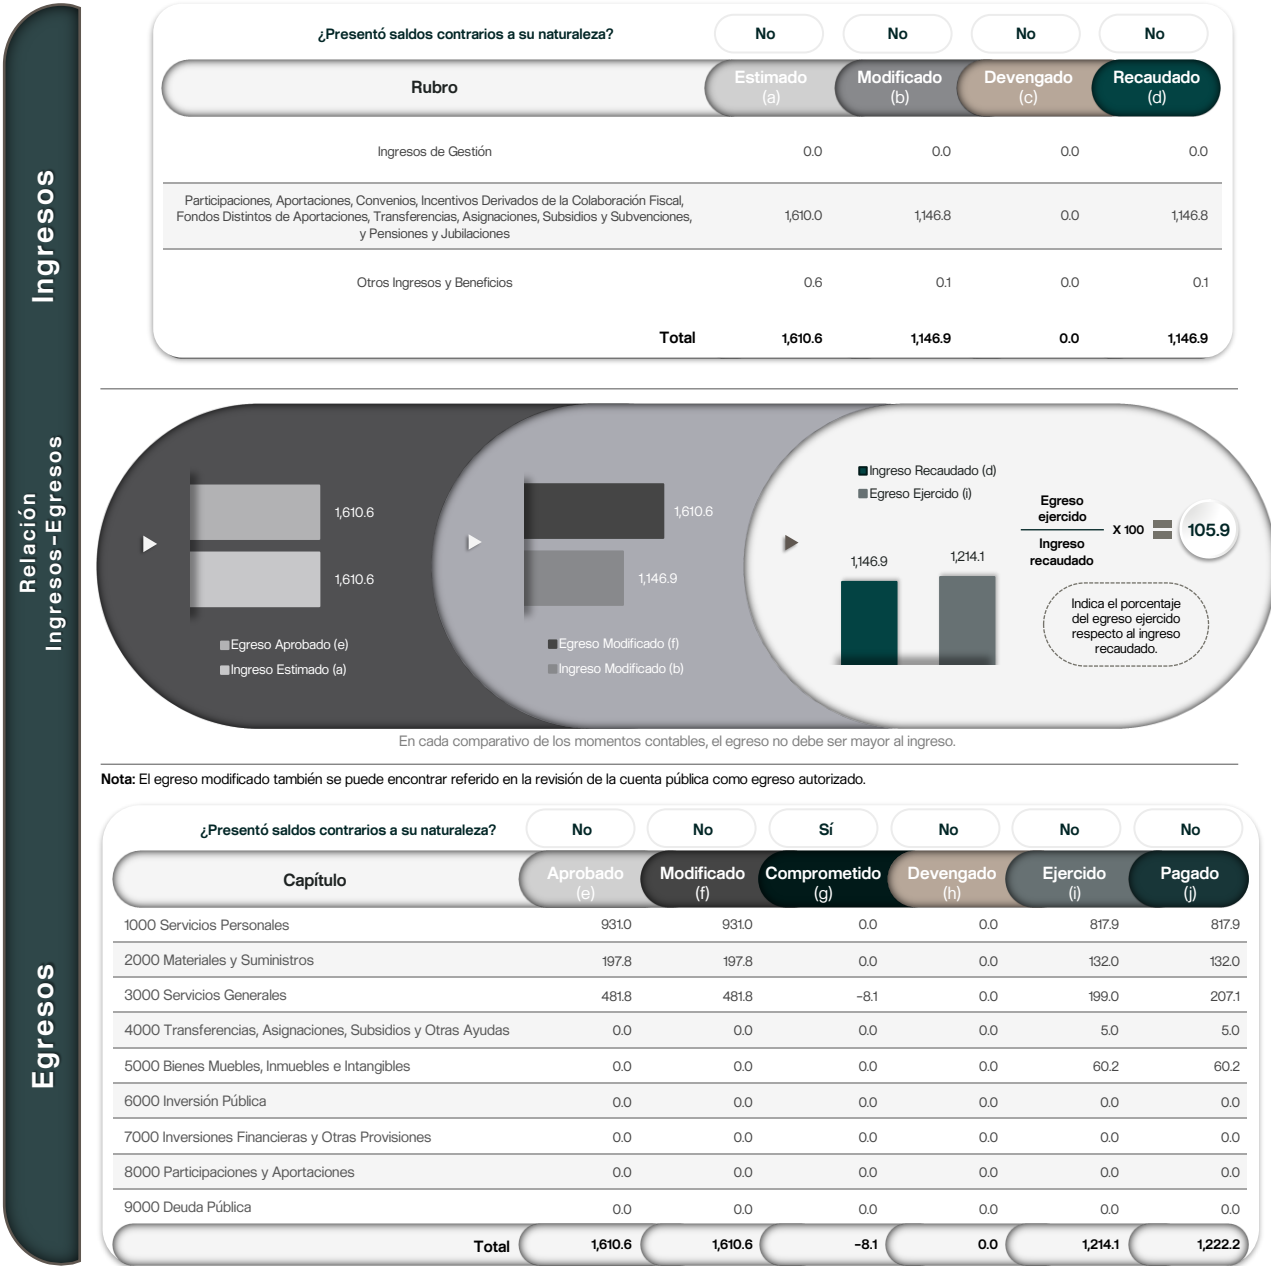 Ingresos
¿Presentó saldos contrarios a su naturaleza? No No No No
Rubro Estimado (a) Modificado (b) Devengado (c) Recaudado (d)
Ingresos de Gestión 0.0 0.0 0.0 0.0
Participaciones, Aportaciones, Convenios, Incentivos Derivados de la Colaboración Fiscal,
Fondos Distintos de Aportaciones, Transferencias, Asignaciones, Subsidios y Subvenciones, 1,610.0 1,146.8 0.0 1,146.8
y Pensiones y Jubilaciones
Otros Ingresos y Beneficios 0.6 0.1 0.0 0.1
Total 1,610.6 1,146.9 0.0 1,146.9
Relación
Ingresos-Egresos
1,610.6
1,610.6
Egreso Aprobado (e)
Ingreso Estimado (a)
1,610.6
1,146.9
Egreso Modificado (f)
Ingreso Modificado (b)
Ingreso Recaudado (d)
Egreso Ejercido (i)
1,146.9
1,214.1
Egreso
ejercido
Ingreso
recaudado
X 100 = 105.9
Indica el porcentaje
del egreso ejercido
respecto al ingreso
recaudado.
En cada comparativo de los momentos contables, el egreso no debe ser mayor al ingreso.
Nota: El egreso modificado también se puede encontrar referido en la revisión de la cuenta pública como egreso autorizado.
Egresos
¿Presentó saldos contrarios a su naturaleza? No No Sí No No No
Capítulo Aprobado (e) Modificado (f) Comprometido (g) Devengado (h) Ejercido (i) Pagado (j)
1000 Servicios Personales 931.0 931.0 0.0 0.0 817.9 817.9
2000 Materiales y Suministros 197.8 197.8 0.0 0.0 132.0 132.0
3000 Servicios Generales 481.8 481.8 -8.1 0.0 199.0 207.1
4000 Transferencias, Asignaciones, Subsidios y Otras Ayudas 0.0 0.0 0.0 0.0 5.0 5.0
5000 Bienes Muebles, Inmuebles e Intangibles 0.0 0.0 0.0 0.0 60.2 60.2
6000 Inversión Pública 0.0 0.0 0.0 0.0 0.0 0.0
7000 Inversiones Financieras y Otras Provisiones 0.0 0.0 0.0 0.0 0.0 0.0
8000 Participaciones y Aportaciones 0.0 0.0 0.0 0.0 0.0 0.0
9000 Deuda Pública 0.0 0.0 0.0 0.0 0.0 0.0
Total 1,610.6 1,610.6 -8.1 0.0 1,214.1 1,222.2